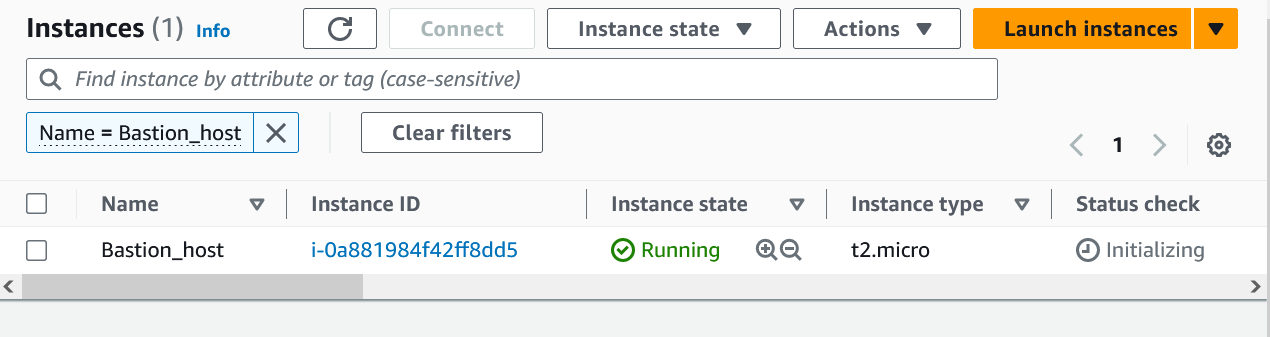 Instances (1) Info Connect Instance state Actions Launch instances
Find instance by attribute or tag (case-sensitive)
Name = Bastion_host Clear filters
1
Name Instance ID Instance state Instance type Status check
Bastion_host i-0a881984f42ff8dd5 Running t2.micro Initializing